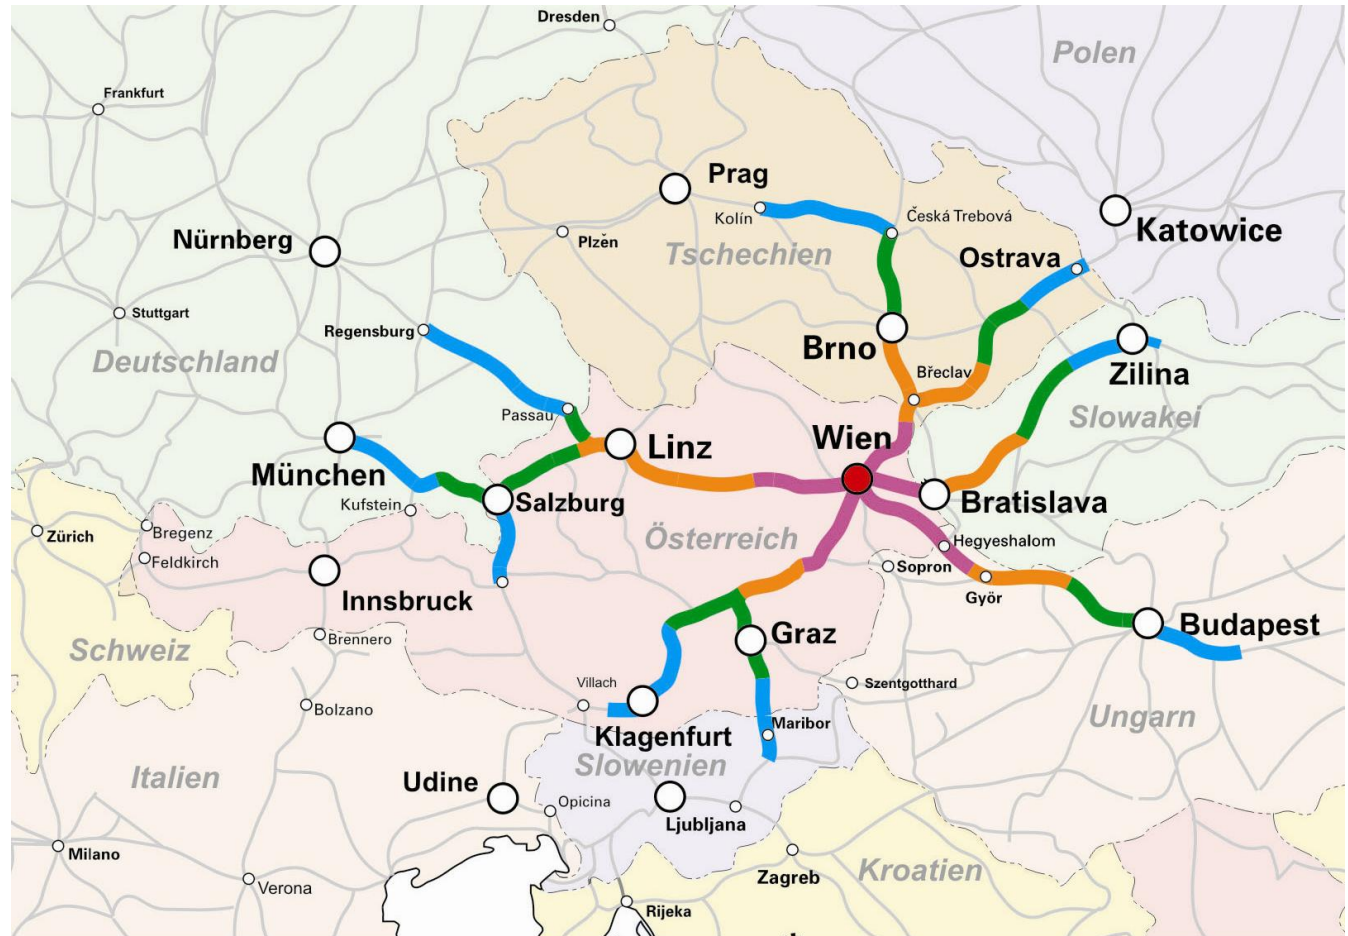 Dresden
Polen
Frankfurt
Prag
Kolín
Česká Trebová
Katowice
Nürnberg
Plzěn
Tschechien
Ostrava
Stuttgart
Regensburg
Deutschland
Brno
Břeclav
Zilina
Passau
Slowakei
Linz
Wien
München
Salzburg
Bratislava
Kufstein
Zürich
Bregenz
Österreich
Hegyeshalom
Feldkirch
Sopron
Innsbruck
Györ
Schweiz
Brennero
Graz
Budapest
Villach
Szentgotthard
Bolzano
Maribor
Ungarn
Klagenfurt
Slowenien
Italien
Udine
Opicina
Ljubljana
Milano
Verona
Zagreb
Kroatien
Rijeka